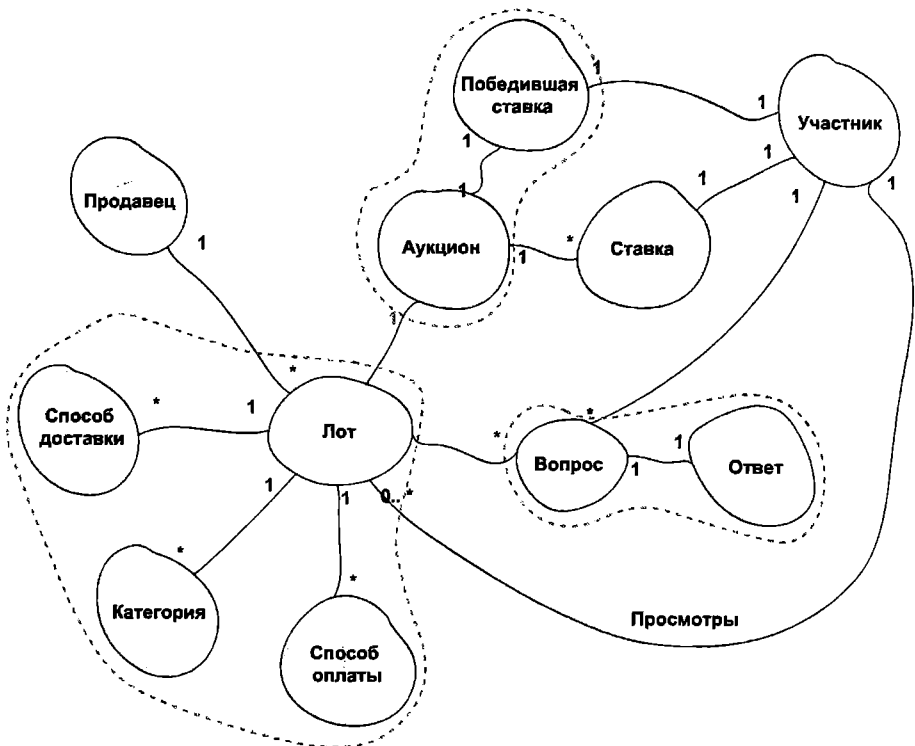 Победившая
ставка
1
1
Участник
1
1
1
1
1
1
Продавец
1
Аукцион
1
*
Ставка
1
*
Способ
доставки
*
1
Лот
*
*
Вопрос
1
1
Ответ
1
1
0..*
*
Категория
*
Способ
оплаты
Просмотры